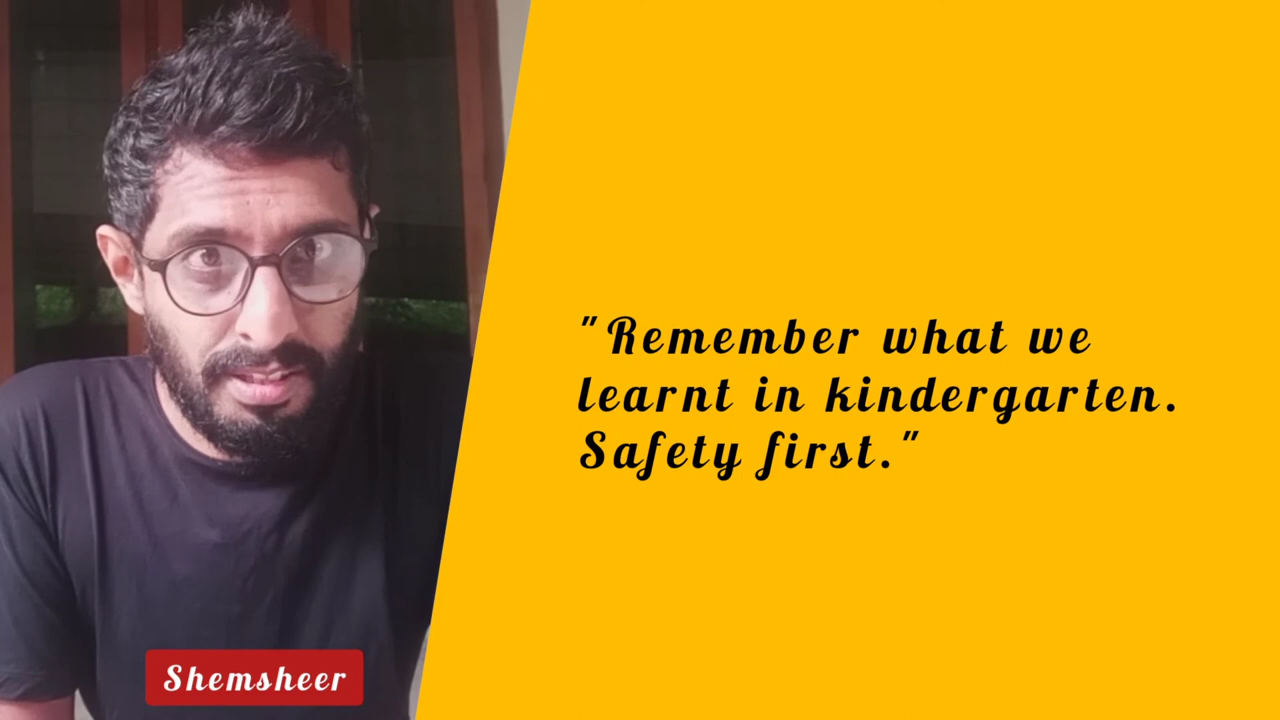 "Remember what we
learnt in kindergarten.
Safety first."
Shemsheer